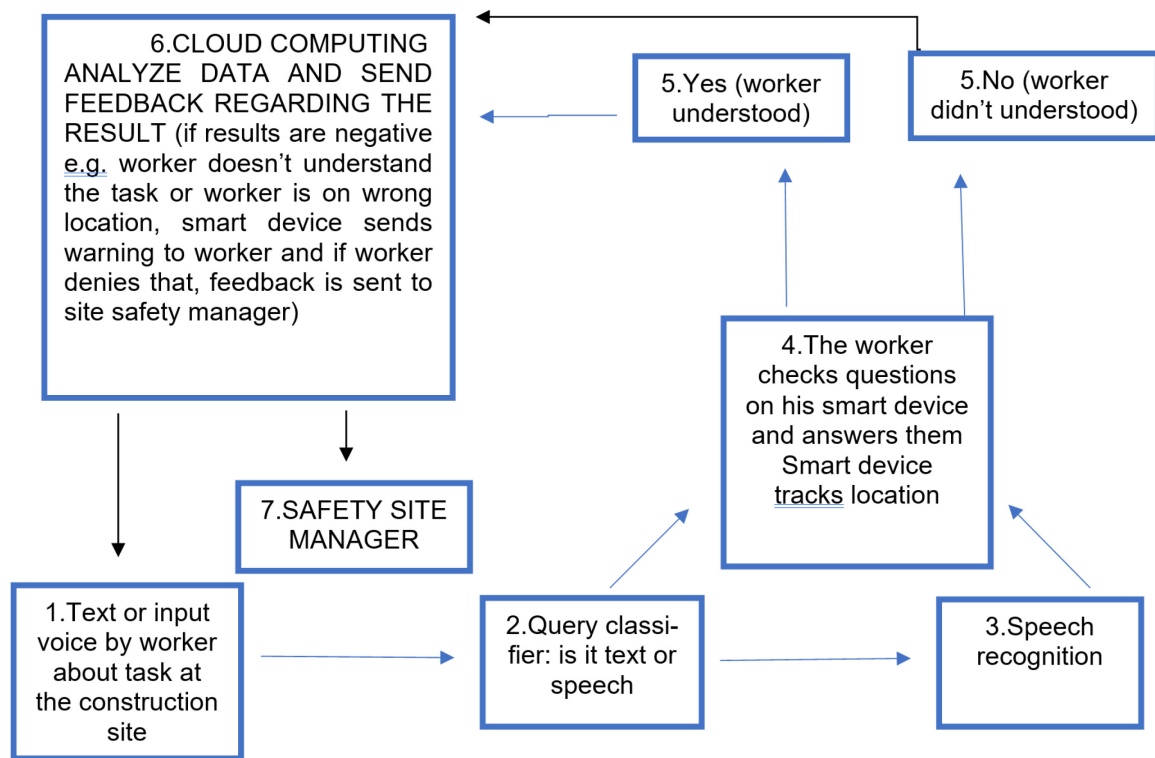 6.CLOUD COMPUTING
ANALYZE DATA AND SEND
FEEDBACK REGARDING THE
RESULT (if results are negative
e.g. worker doesn’t understand
the task or worker is on wrong
location, smart device sends
warning to worker and if worker
denies that, feedback is sent to
site safety manager)
5.Yes (worker
understood)
5.No (worker
didn’t understood)
4.The worker
checks questions
on his smart device
and answers them
Smart device
tracks location
7.SAFETY SITE
MANAGER
1.Text or input
voice by worker
about task at
the construction
site
2.Query classi-
fier: is it text or
speech
3.Speech
recognition